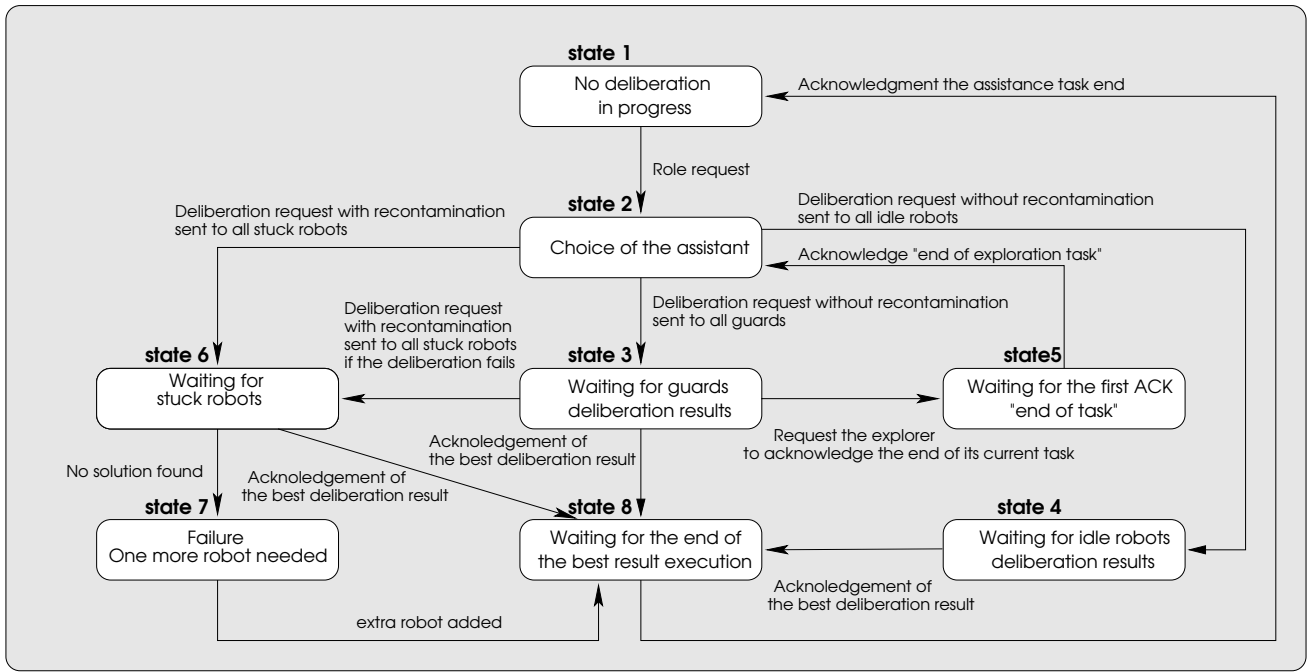 state 1
No deliberation
in progress
Acknowledgment the assistance task end
Role request
state 2
Choice of the assistant
Deliberation request with recontamination
sent to all stuck robots
Deliberation request without recontamination
sent to all idle robots
Acknowledge "end of exploration task"
Deliberation request without recontamination
sent to all guards
Deliberation request
with recontamination
sent to all stuck robots
if the deliberation fails
state 6
Waiting for
stuck robots
state 3
Waiting for guards
deliberation results
state5
Waiting for the first ACK
"end of task"
Request the explorer
to acknowledge the end of its current task
Acknoledgement of
the best deliberation result
No solution found
Acknoledgement of
the best deliberation result
state 7
Failure
One more robot needed
state 8
Waiting for the end of
the best result execution
state 4
Waiting for idle robots
deliberation results
Acknoledgement of
the best deliberation result
extra robot added